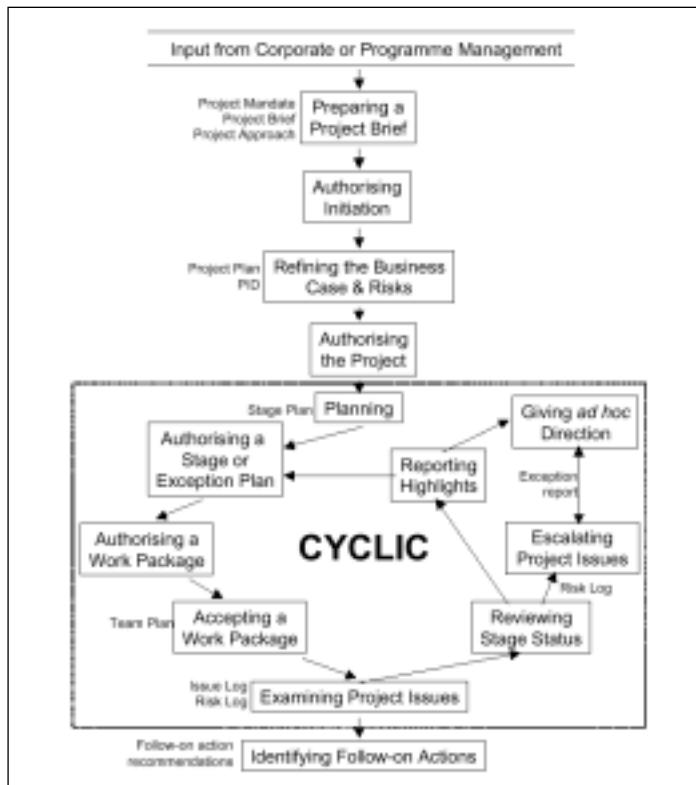 Input from Corporate or Programme Management
Project Mandate
Project Brief
Project Approach
Preparing a
Project Brief
Authorising
Initiation
Project Plan
PID
Refining the Business
Case & Risks
Authorising
the Project
Stage Plan
Planning
Giving ad hoc
Direction
Authorising a
Stage or
Exception Plan
Reporting
Highlights
Exception
report
CYCLIC
Authorising a
Work Package
Escalating
Project Issues
Risk Log
Team Plan
Accepting a
Work Package
Reviewing
Stage Status
Issue Log
Risk Log
Examining Project Issues
Follow-on action
recommendations
Identifying Follow-on Actions